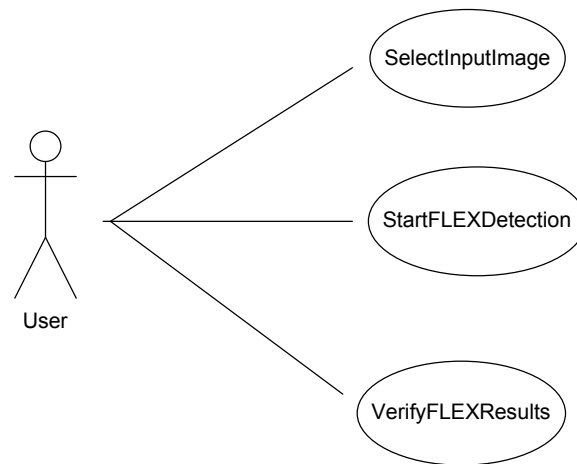 SelectInputImage
StartFLEXDetection
User
VerifyFLEXResults